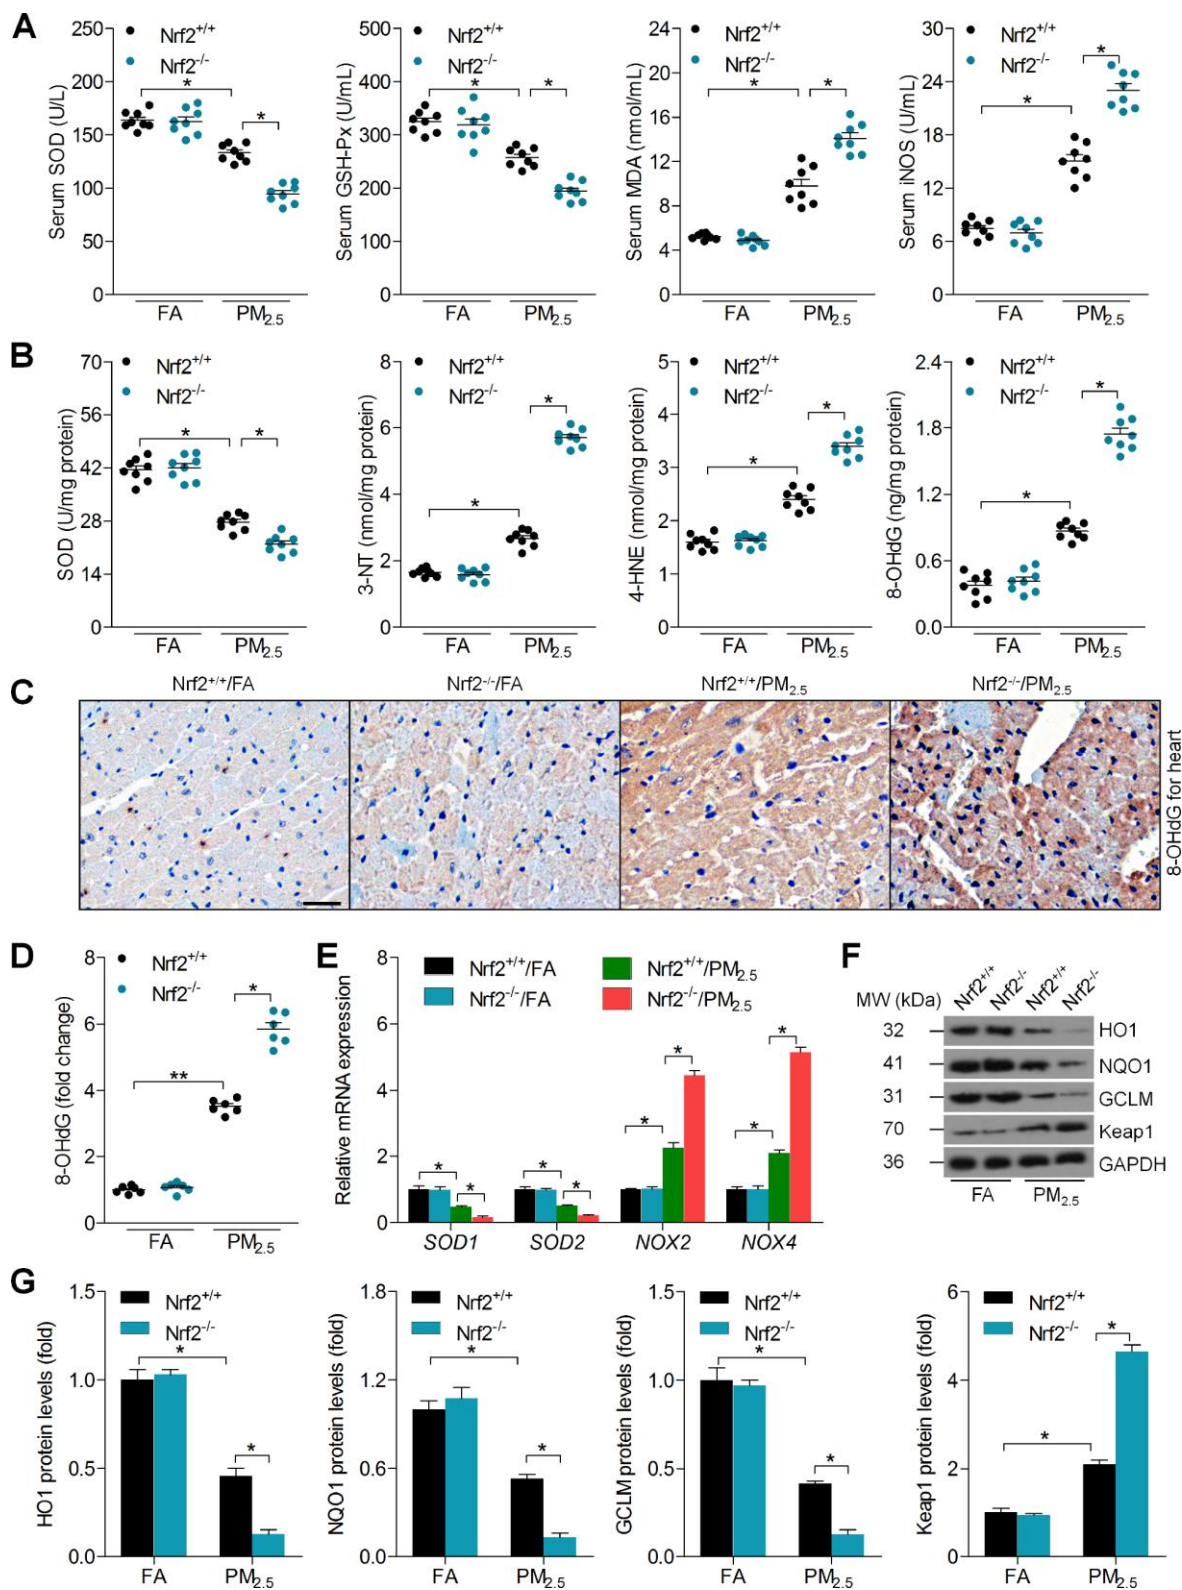 A
Serum SOD (U/L)
250
200
150
100
50
0
Nrf2+/+
Nrf2-/-
*
*
FA
PM2.5
Serum GSH-Px (U/mL)
500
400
300
200
100
0
Nrf2+/+
Nrf2-/-
*
*
FA
PM2.5
Serum MDA (nmol/mL)
24
20
16
12
8
4
0
Nrf2+/+
Nrf2-/-
*
*
FA
PM2.5
Serum iNOS (U/mL)
30
24
18
12
6
0
Nrf2+/+
Nrf2-/-
*
*
FA
PM2.5
B
SOD (U/mg protein)
70
56
42
28
14
0
Nrf2+/+
Nrf2-/-
*
*
FA
PM2.5
3-NT (nmol/mg protein)
8
6
4
2
0
Nrf2+/+
Nrf2-/-
*
*
FA
PM2.5
4-HNE (nmol/mg protein)
5
4
3
2
1
0
Nrf2+/+
Nrf2-/-
*
*
FA
PM2.5
8-OHdG (ng/mg protein)
2.4
1.8
1.2
0.6
0.0
Nrf2+/+
Nrf2-/-
*
*
FA
PM2.5
C
Nrf2+/+/FA
Nrf2-/-/FA
Nrf2+/+/PM2.5
Nrf2-/-/PM2.5
8-OHdG for heart
D
8-OHdG (fold change)
8
6
4
2
0
Nrf2+/+
Nrf2-/-
**
*
FA
PM2.5
E
Relative mRNA expression
8
6
4
2
0
Nrf2+/+/FA
Nrf2-/-/FA
Nrf2+/+/PM2.5
Nrf2-/-/PM2.5
*
*
*
*
*
*
*
*
SOD1
SOD2
NOX2
NOX4
F
MW (kDa)
Nrf2+/+
Nrf2-/-
Nrf2+/+
Nrf2-/-
32 HO1
41 NQO1
31 GCLM
70 Keap1
36 GAPDH
FA
PM2.5
G
HO1 protein levels (fold)
1.5
1.0
0.5
0.0
Nrf2+/+
Nrf2-/-
*
*
FA
PM2.5
NQO1 protein levels (fold)
1.8
1.2
0.6
0.0
Nrf2+/+
Nrf2-/-
*
*
FA
PM2.5
GCLM protein levels (fold)
1.5
1.0
0.5
0.0
Nrf2+/+
Nrf2-/-
*
*
FA
PM2.5
Keap1 protein levels (fold)
6
4
2
0
Nrf2+/+
Nrf2-/-
*
*
FA
PM2.5